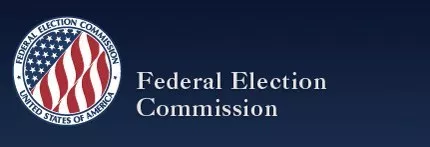 FEDERAL ELECTION COMMISSION
UNITED STATES OF AMERICA
Federal Election
Commission